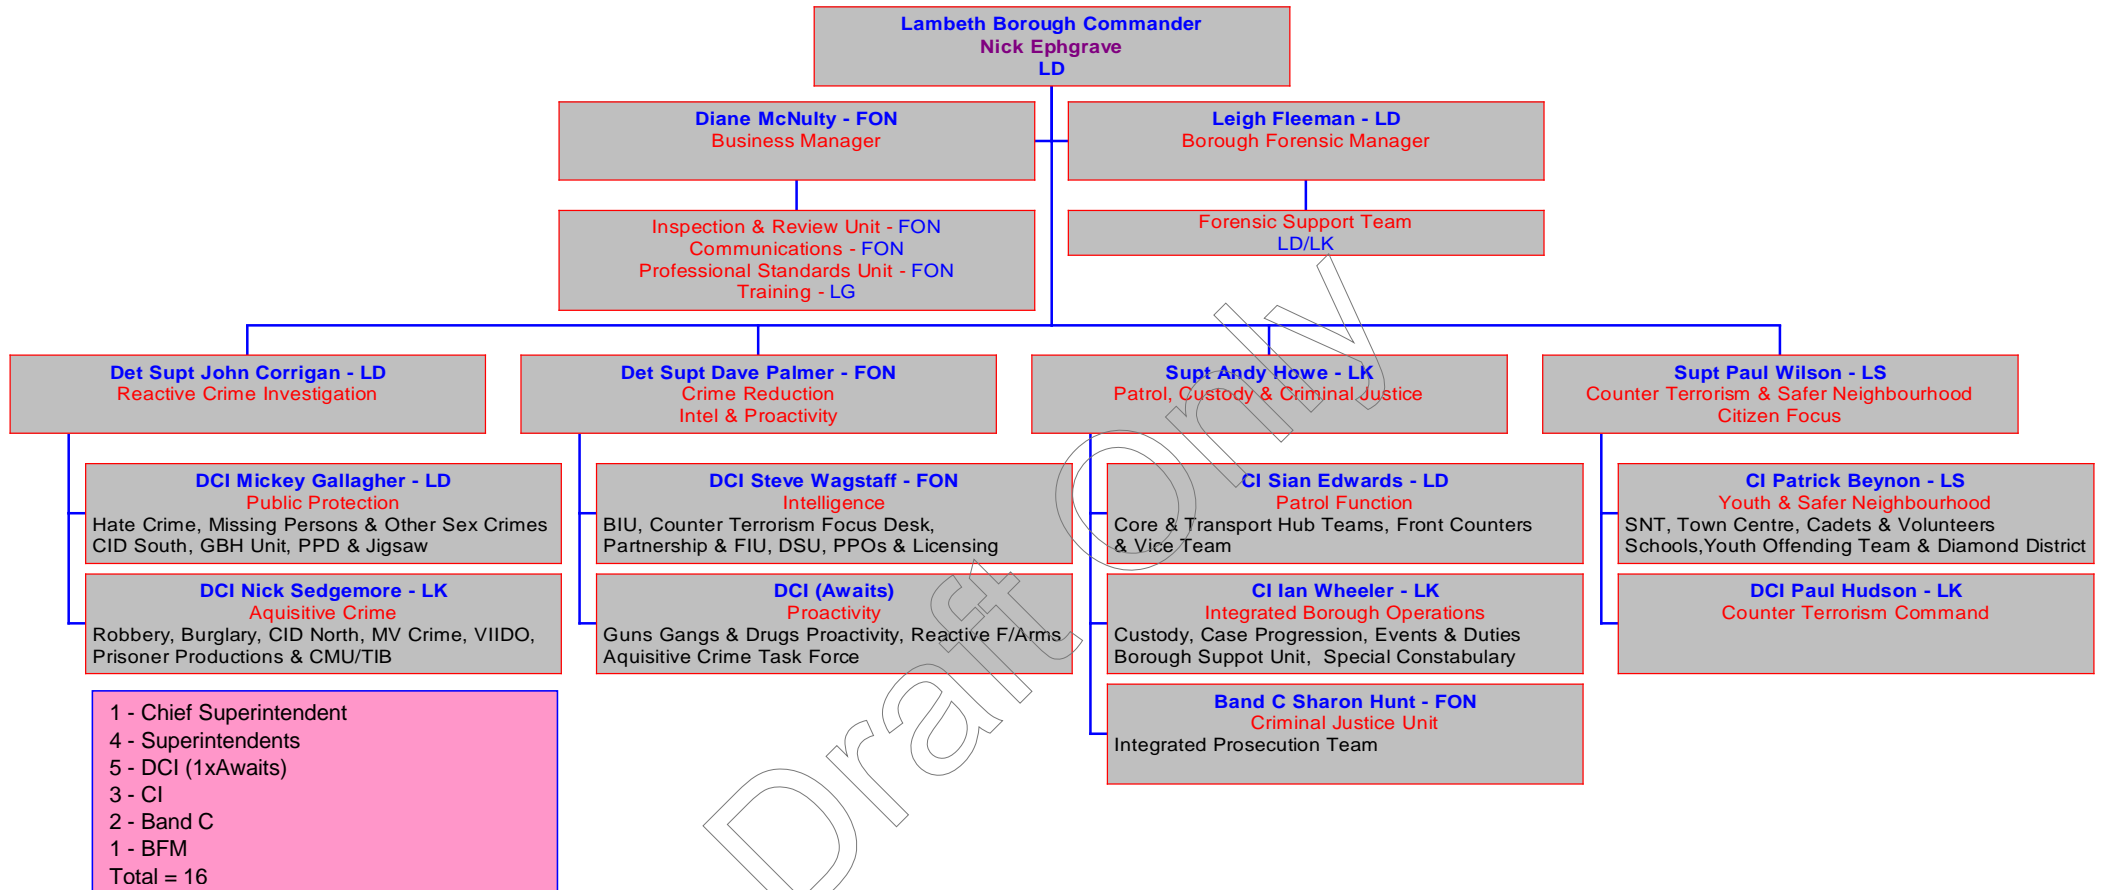 Lambeth Borough Commander
Nick Ephgrave
LD
Diane McNulty - FON
Business Manager
Leigh Fleeman - LD
Borough Forensic Manager
Inspection & Review Unit - FON
Communications - FON
Professional Standards Unit - FON
Training - LG
Forensic Support Team
LD/LK
Det Supt John Corrigan - LD
Reactive Crime Investigation
Det Supt Dave Palmer - FON
Crime Reduction
Intel & Proactivity
Supt Andy Howe - LK
Patrol, Custody & Criminal Justice
Supt Paul Wilson - LS
Counter Terrorism & Safer Neighbourhood
Citizen Focus
DCI Mickey Gallagher - LD
Public Protection
Hate Crime, Missing Persons & Other Sex Crimes
CID South, GBH Unit, PPD & Jigsaw
DCI Steve Wagstaff - FON
Intelligence
BIU, Counter Terrorism Focus Desk,
Partnership & FIU, DSU, PPOs & Licensing
CI Sian Edwards - LD
Patrol Function
Core & Transport Hub Teams, Front Counters
& Vice Team
CI Patrick Beynon - LS
Youth & Safer Neighbourhood
SNT, Town Centre, Cadets & Volunteers
Schools,Youth Offending Team & Diamond District
DCI Nick Sedgemore - LK
Aquisitive Crime
Robbery, Burglary, CID North, MV Crime, VIIDO,
Prisoner Productions & CMU/TIB
DCI (Awaits)
Proactivity
Guns Gangs & Drugs Proactivity, Reactive F/Arms
Aquisitive Crime Task Force
CI Ian Wheeler - LK
Integrated Borough Operations
Custody, Case Progression, Events & Duties
Borough Suppot Unit,  Special Constabulary
DCI Paul Hudson - LK
Counter Terrorism Command
Band C Sharon Hunt - FON
Criminal Justice Unit
Integrated Prosecution Team
1 - Chief Superintendent
4 - Superintendents
5 - DCI (1xAwaits)
3 - CI
2 - Band C
1 - BFM
Total = 16
Draft Only